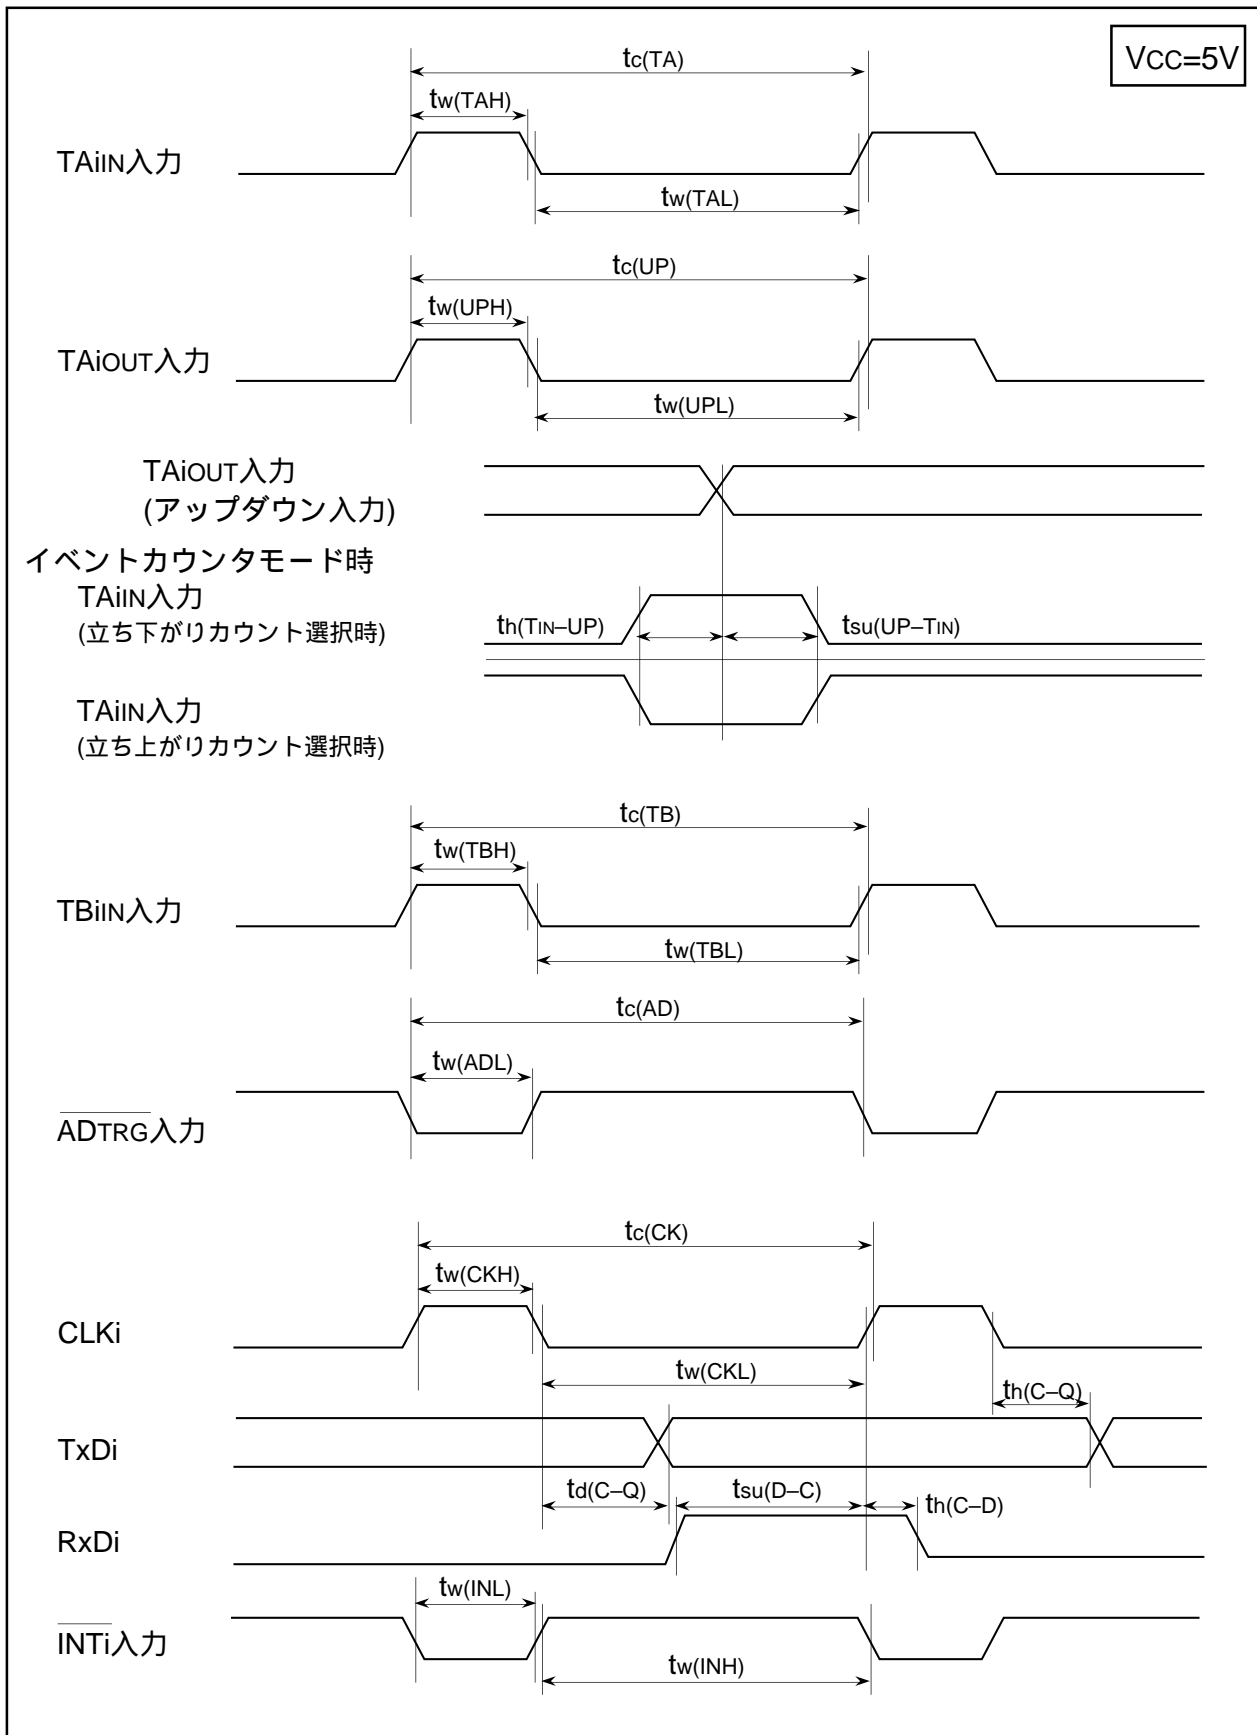 VCC=5V
tc(TA)
tw(TAH)
TAiIN入力
tw(TAL)
tc(UP)
tw(UPH)
TAiOUT入力
tw(UPL)
TAiOUT入力
(アップダウン入力)
イベントカウンタモード時
TAiIN入力
(立ち下がりカウント選択時)
th(TIN–UP)
tsu(UP–TIN)
TAiIN入力
(立ち上がりカウント選択時)
tc(TB)
tw(TBH)
TBiIN入力
tw(TBL)
tc(AD)
tw(ADL)
ADTRG入力
tc(CK)
tw(CKH)
CLKi
tw(CKL)
th(C–Q)
TxDi
td(C–Q)
tsu(D–C)
th(C–D)
RxDi
tw(INL)
INTi入力
tw(INH)